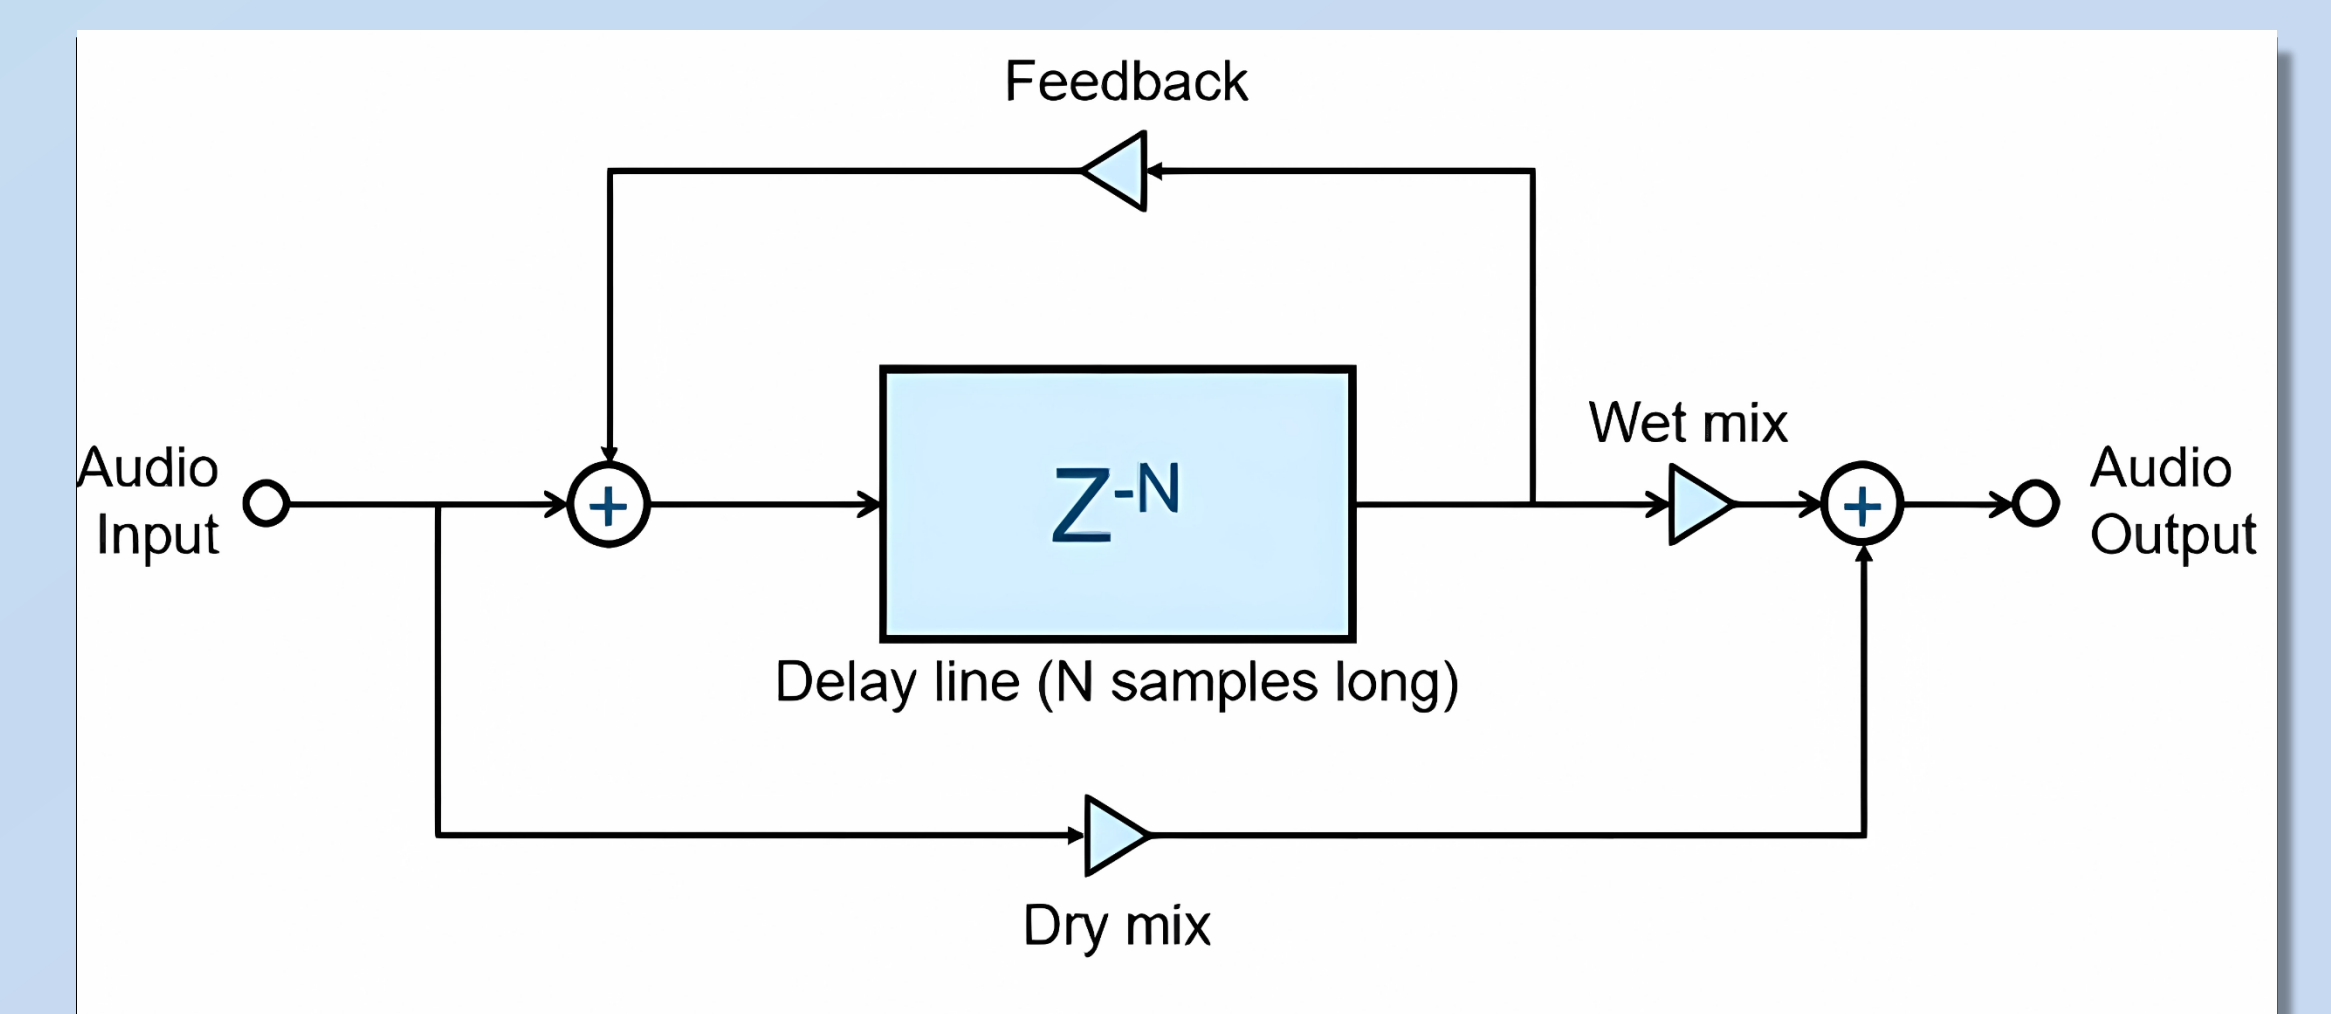 Feedback
Wet mix
Audio
Input
+
Z-N
+
Audio
Output
Delay line (N samples long)
Dry mix